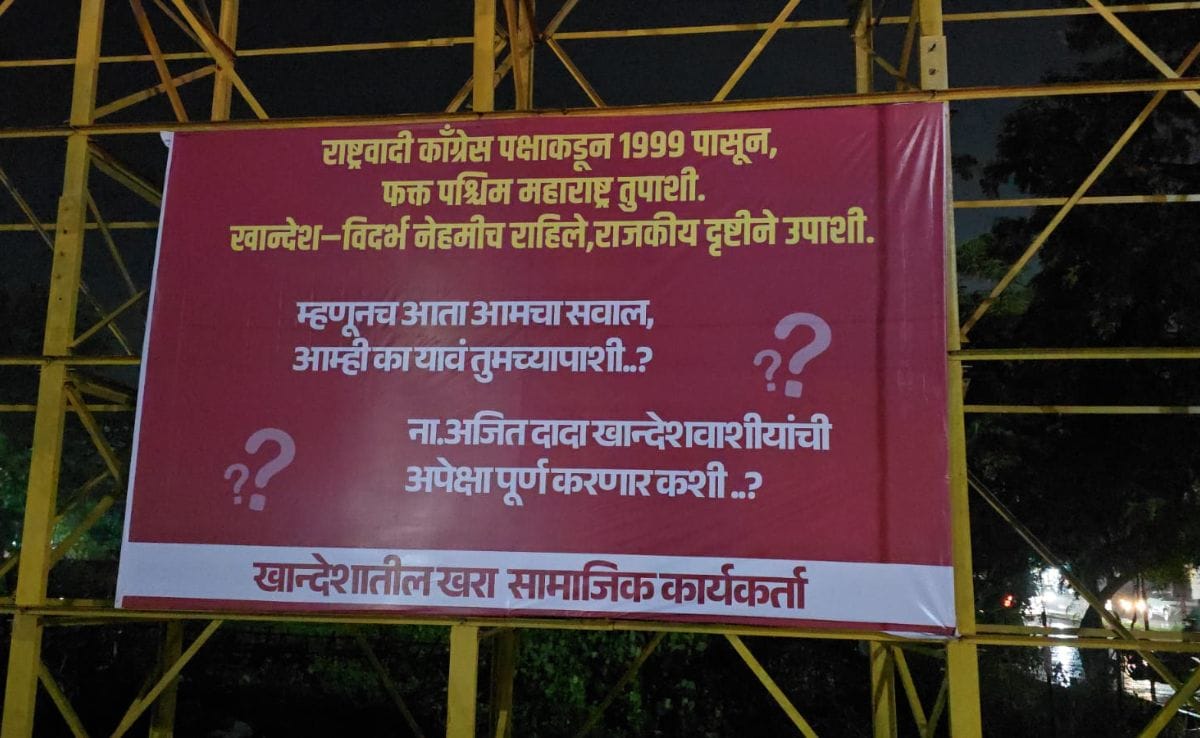 राष्ट्रवादी काँग्रेस पक्षाकडून 1999 पासून,
फक्त पश्चिम महाराष्ट्र तुपाशी.
खान्देश–विदर्भ नेहमीच राहिले,राजकीय दृष्टीने उपाशी.
म्हणूनच आता आमचा सवाल,
आम्ही का यावं तुमच्यापाशी..?
??
ना.अजित दादा खान्देशवाशीयांची
अपेक्षा पूर्ण करणार कशी ..?
??
खान्देशातील खरा सामाजिक कार्यकर्ता